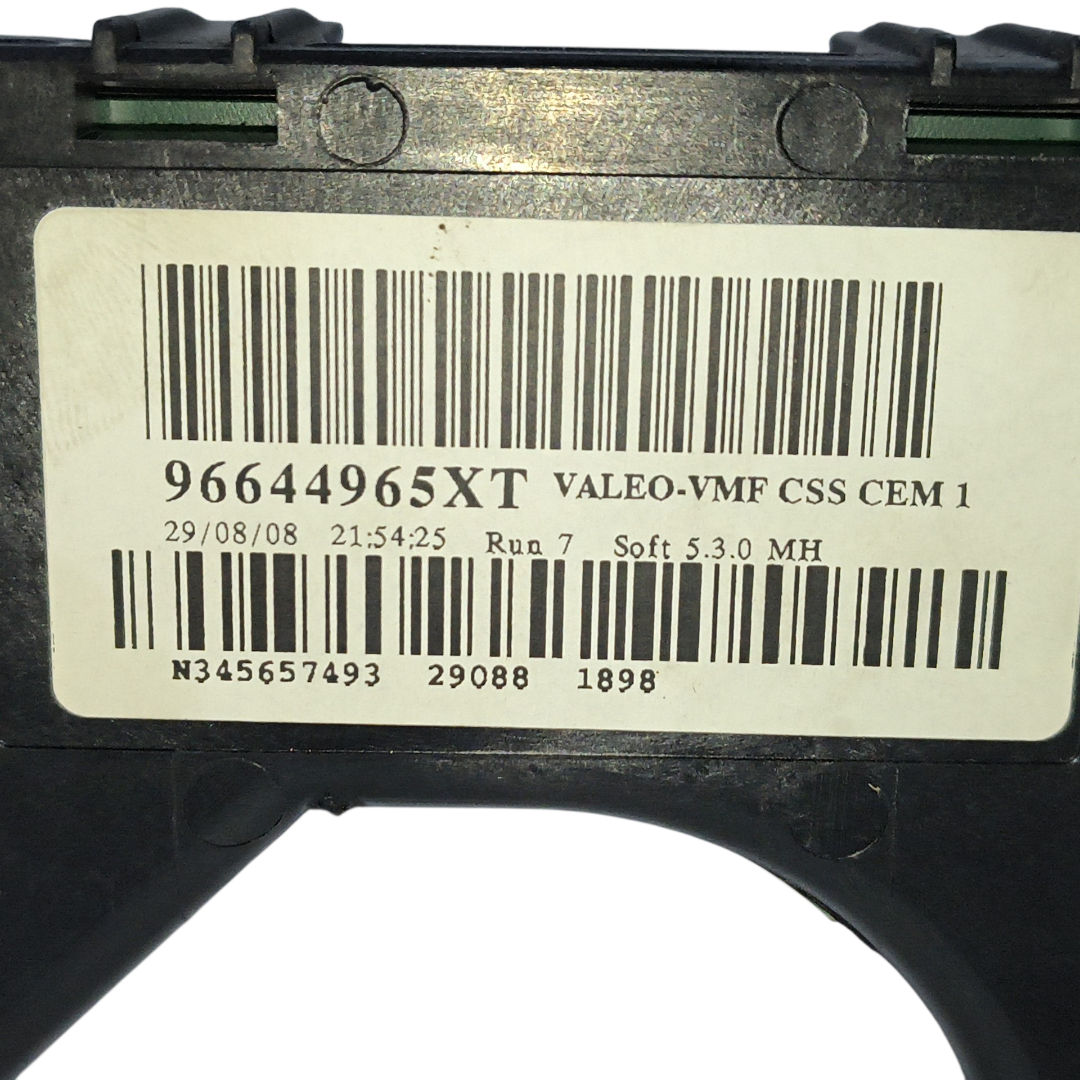 96644965XT VALEO-VMF CSS CEM 1
29/08/08 21:54:25 Run 7 Soft 5.3.0 MH
N345657493 29088 1898